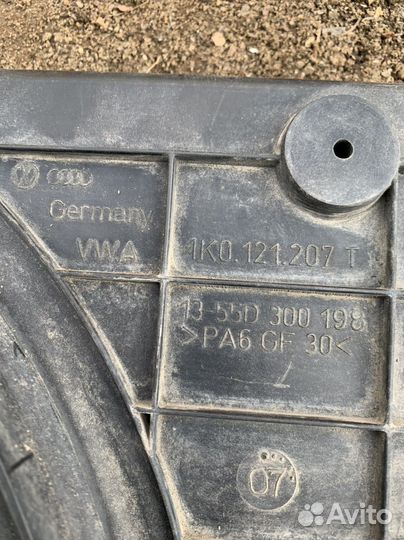 Germany
VWA
1K0.121.207 T
13-55D 300 198
>PA6 GF 30<
07
Avito